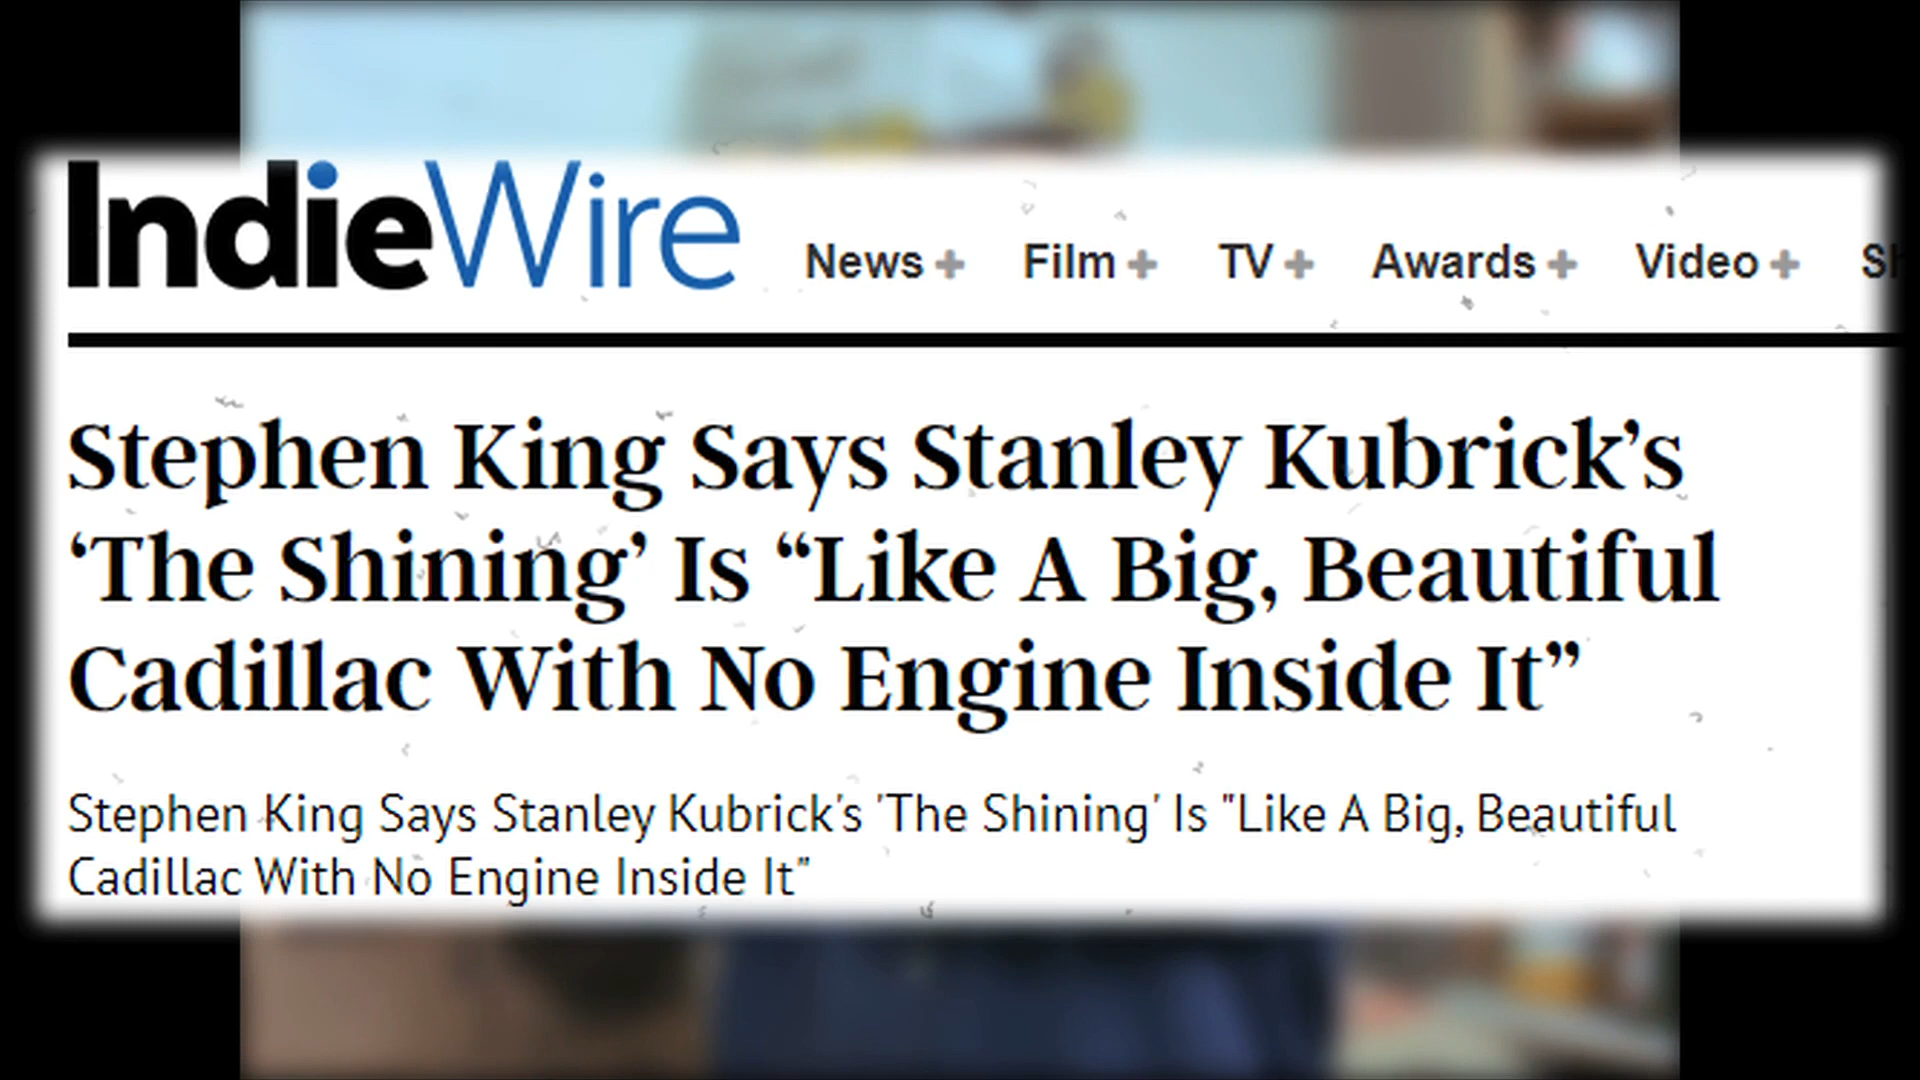 IndieWire
News + Film + TV + Awards + Video + Sh
Stephen King Says Stanley Kubrick’s
‘The Shining’ Is “Like A Big, Beautiful
Cadillac With No Engine Inside It”
Stephen King Says Stanley Kubrick's 'The Shining' Is "Like A Big, Beautiful
Cadillac With No Engine Inside It"